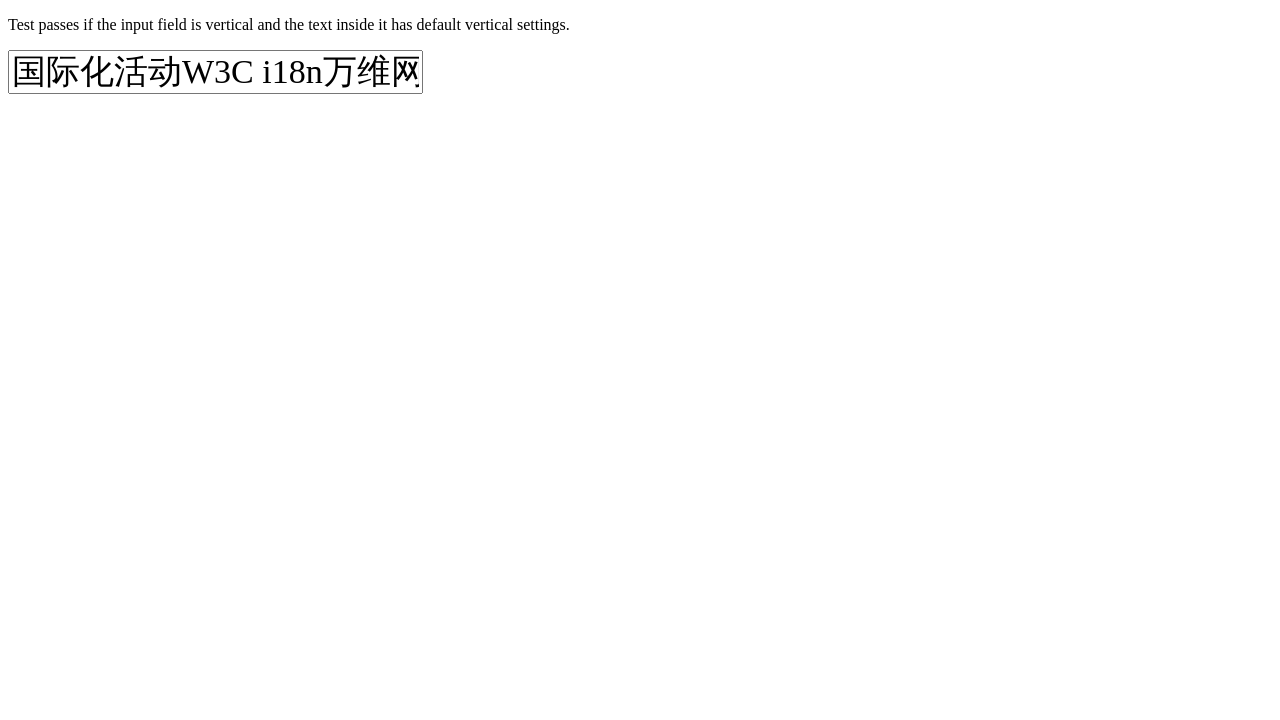 Test passes if the input field is vertical and the text inside it has default vertical settings.
国际化活动W3C i18n万维网